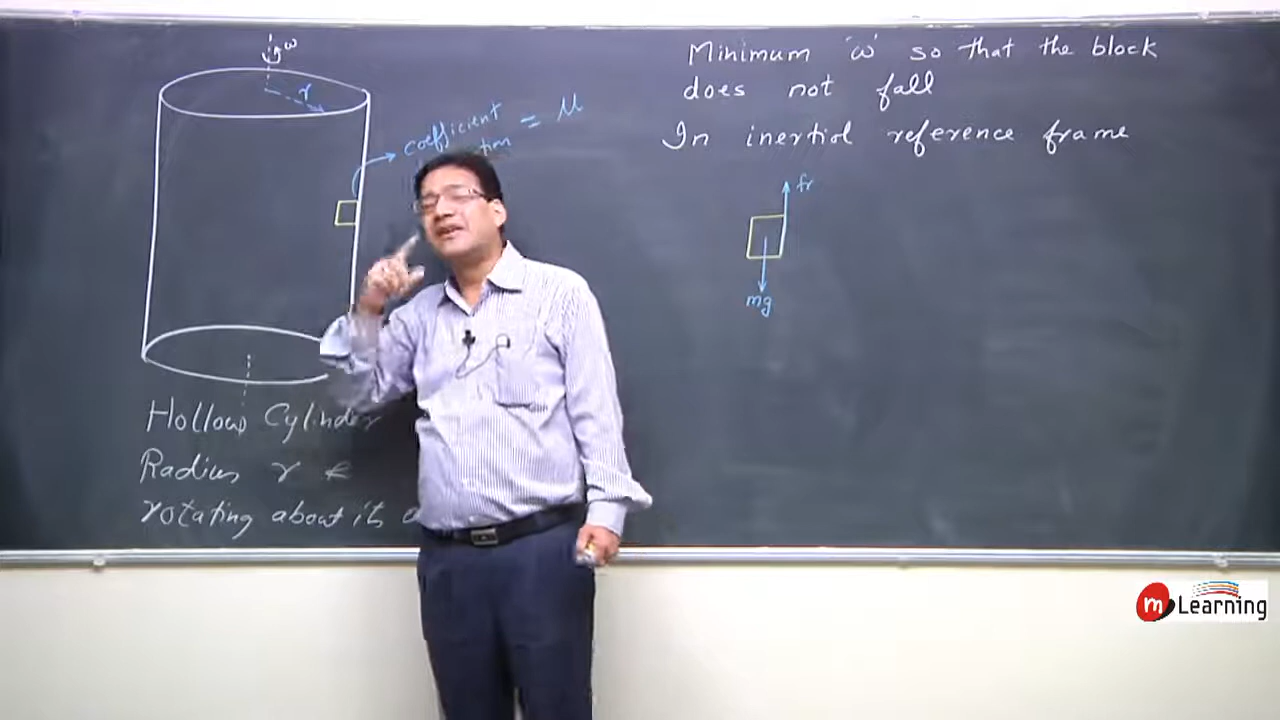 ω
r
coefficient = μ
Hollow Cylinder
Radius r &
rotating about its
Minimum 'ω' so that the block
does not fall
In inertial reference frame
fr
mg
m Learning